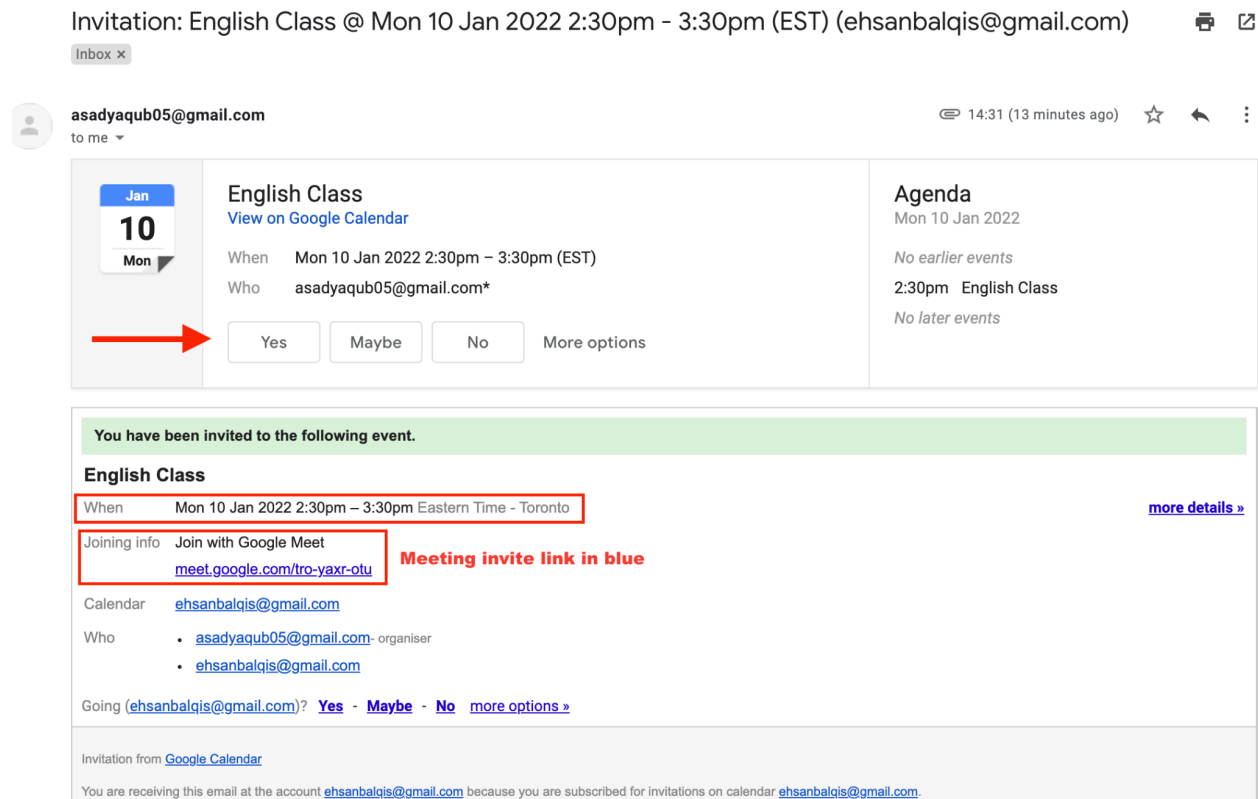 Invitation: English Class @ Mon 10 Jan 2022 2:30pm - 3:30pm (EST) (ehsanbalqis@gmail.com)
Inbox ×
asadyaqub05@gmail.com
14:31 (13 minutes ago)
to me
Jan
10
Mon
English Class
View on Google Calendar
When Mon 10 Jan 2022 2:30pm – 3:30pm (EST)
Who asadyaqub05@gmail.com*
Yes Maybe No More options
Agenda
Mon 10 Jan 2022
No earlier events
2:30pm English Class
No later events
You have been invited to the following event.
English Class
When Mon 10 Jan 2022 2:30pm – 3:30pm Eastern Time - Toronto
more details »
Joining info Join with Google Meet
meet.google.com/tro-yaxr-otu
Meeting invite link in blue
Calendar ehsanbalqis@gmail.com
Who • asadyaqub05@gmail.com- organiser
• ehsanbalqis@gmail.com
Going (ehsanbalqis@gmail.com)? Yes - Maybe - No more options »
Invitation from Google Calendar
You are receiving this email at the account ehsanbalqis@gmail.com because you are subscribed for invitations on calendar ehsanbalqis@gmail.com.